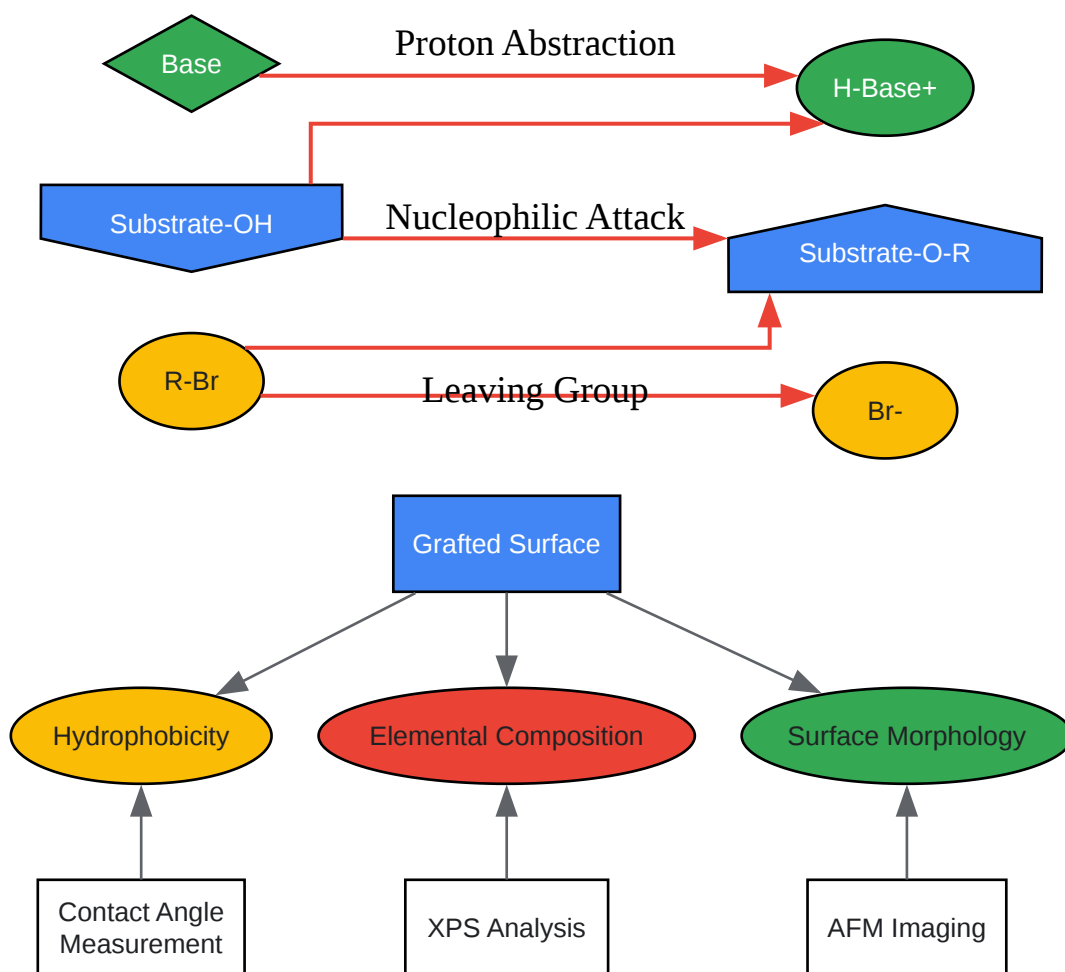 Proton Abstraction
Base
H-Base+
Substrate-OH
Nucleophilic Attack
Substrate-O-R
R-Br
Leaving Group
Br-
Grafted Surface
Hydrophobicity
Elemental Composition
Surface Morphology
Contact Angle
Measurement
XPS Analysis
AFM Imaging